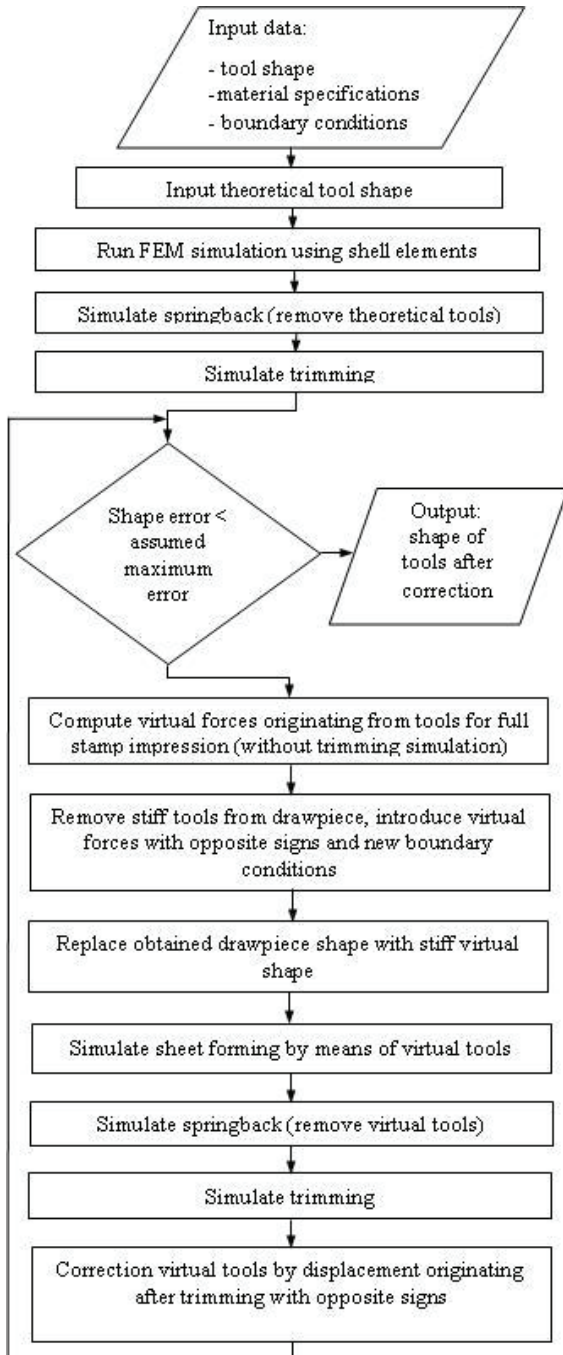 Input data:
- tool shape
-material specifications
- boundary conditions
Input theoretical tool shape
Run FEM simulation using shell elements
Simulate springback (remove theoretical tools)
Simulate trimming
Shape error <
assumed
maximum
error
Output:
shape of
tools after
correction
Compute virtual forces originating from tools for full
stamp impression (without trimming simulation)
Remove stiff tools from drawpiece, introduce virtual
forces with opposite signs and new boundary
conditions
Replace obtained drawpiece shape with stiff virtual
shape
Simulate sheet forming by means of virtual tools
Simulate springback (remove virtual tools)
Simulate trimming
Correction virtual tools by displacement originating
after trimming with opposite signs